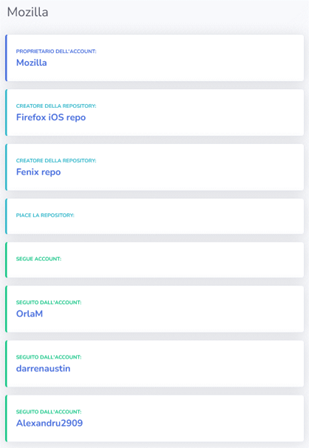 Mozilla
PROPRIETARIO DELL'ACCOUNT:
Mozilla
CREATORE DELLA REPOSITORY:
Firefox iOS repo
CREATORE DELLA REPOSITORY:
Fenix repo
PIACE LA REPOSITORY:
SEGUE ACCOUNT:
SEGUITO DALL'ACCOUNT:
OrlaM
SEGUITO DALL'ACCOUNT:
darrenaustin
SEGUITO DALL'ACCOUNT:
Alexandru2909